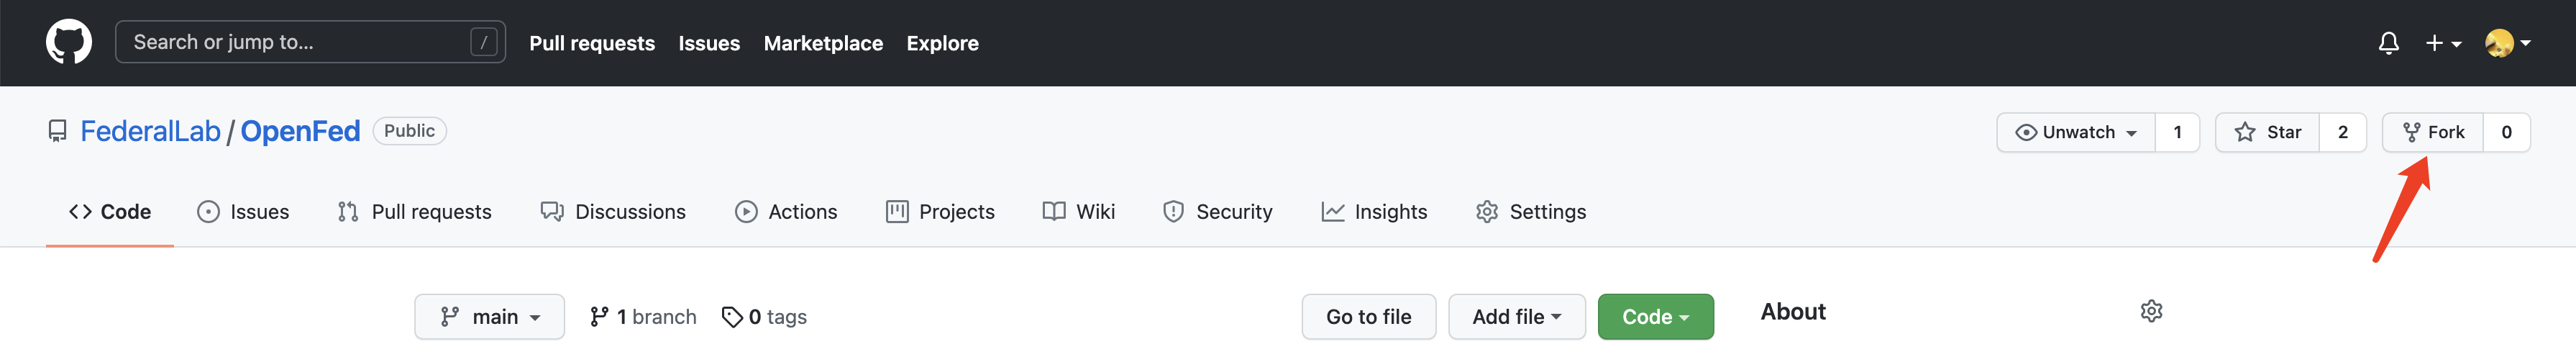 Search or jump to... / Pull requests Issues Marketplace Explore
FederalLab / OpenFed Public Unwatch 1 Star 2 Fork 0
Code Issues Pull requests Discussions Actions Projects Wiki Security Insights Settings
main 1 branch 0 tags Go to file Add file Code About